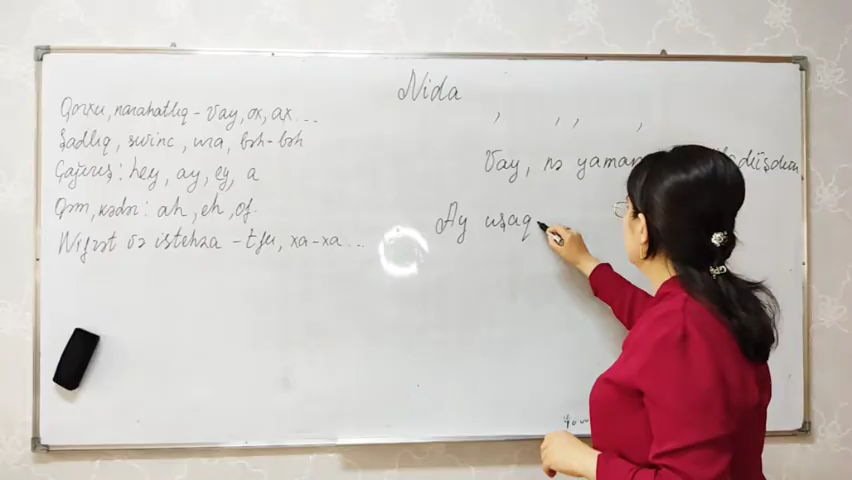 Nida
Qorxu, narahatlıq - Vay, ox, ax...
Şadlıq, sevinc, ura, bəh-bəh
Çağırış: hey, ay, ey, a
Qəm, kədər: ah, eh, of.
Nifrət və istehza - tfu, xa-xa...
, , , ,
Vay, nə yaman
Ay uşaq